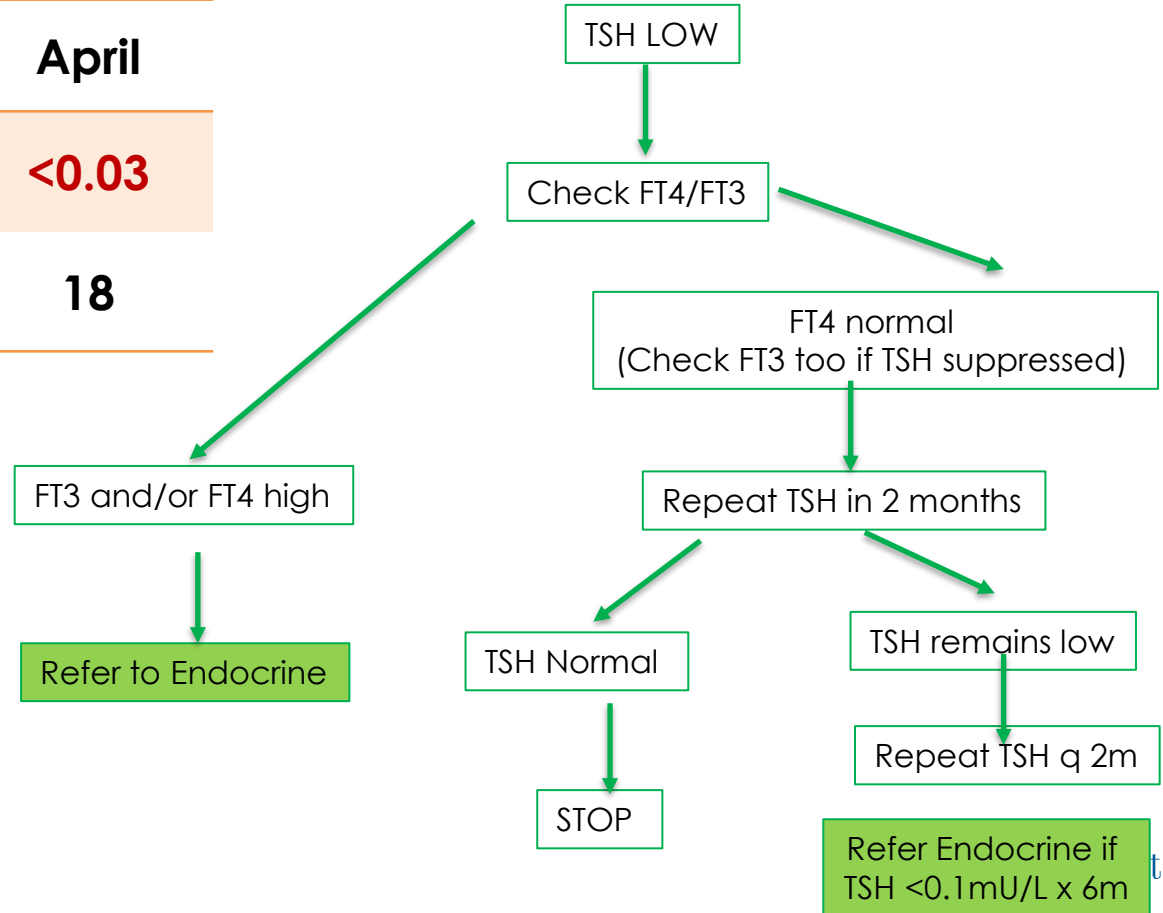 April
<0.03
18
TSH LOW
Check FT4/FT3
FT4 normal
(Check FT3 too if TSH suppressed)
FT3 and/or FT4 high
Repeat TSH in 2 months
Refer to Endocrine
TSH Normal
TSH remains low
Repeat TSH q 2m
STOP
Refer Endocrine if
TSH <0.1mU/L x 6m